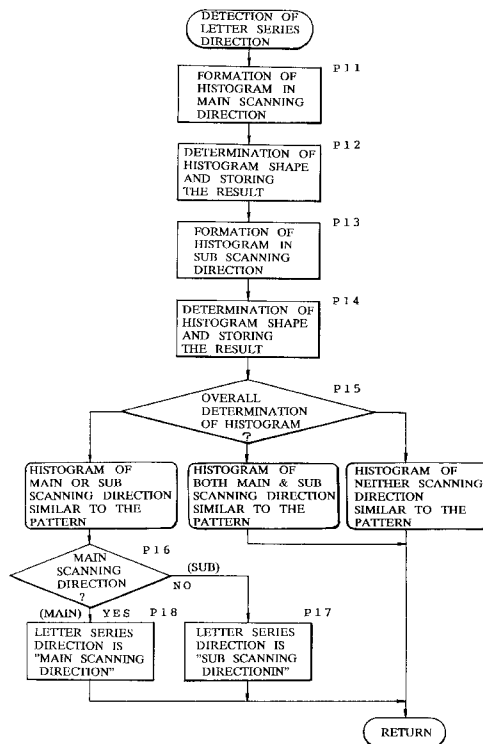 DETECTION OF
LETTER SERIES
DIRECTION
P11
FORMATION OF
HISTOGRAM IN
MAIN SCANNING
DIRECTION
P12
DETERMINATION OF
HISTOGRAM SHAPE
AND STORING
THE RESULT
P13
FORMATION OF
HISTOGRAM IN
SUB SCANNING
DIRECTION
P14
DETERMINATION OF
HISTOGRAM SHAPE
AND STORING
THE RESULT
P15
OVERALL
DETERMINATION
OF HISTOGRAM
?
HISTOGRAM OF
MAIN OR SUB
SCANNING DIRECTION
SIMILAR TO THE
PATTERN
HISTOGRAM OF
BOTH MAIN & SUB
SCANNING DIRECTION
SIMILAR TO THE
PATTERN
HISTOGRAM OF
NEITHER SCANNING
DIRECTION
SIMILAR TO THE
PATTERN
P16
MAIN
SCANNING
DIRECTION
?
(SUB)
NO
(MAIN) YES P18
LETTER SERIES
DIRECTION IS
"MAIN SCANNING
DIRECTION"
P17
LETTER SERIES
DIRECTION IS
"SUB SCANNING
DIRECTIONIN"
RETURN